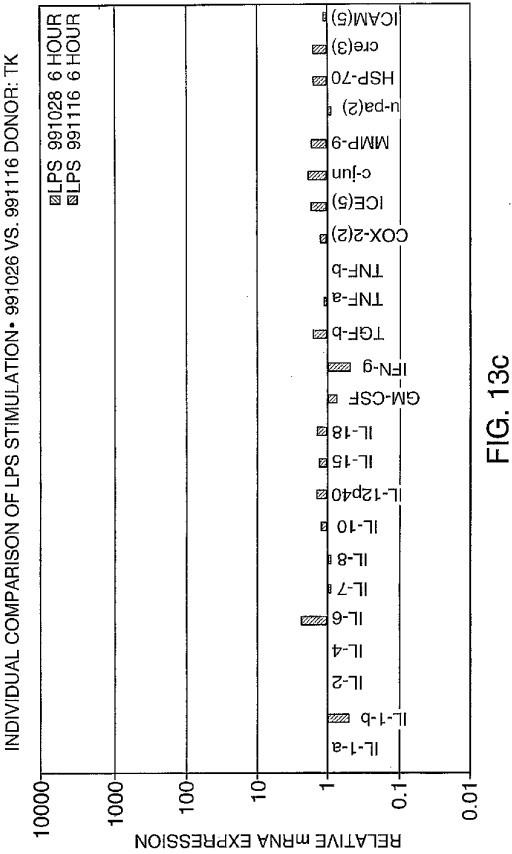 INDIVIDUAL COMPARISON OF LPS STIMULATION• 991026 VS. 991116 DONOR: TK
LPS 991028 6 HOUR
LPS 991116 6 HOUR
RELATIVE mRNA EXPRESSION
10000
1000
100
10
1
0.1
0.01
IL-1-a
IL-1-b
IL-2
IL-4
IL-6
IL-7
IL-8
IL-10
IL-12p40
IL-15
IL-18
GM-CSF
IFN-g
TGF-b
TNF-a
TNF-b
COX-2(2)
ICE(5)
c-jun
MMP-9
u-pa(2)
HSP-70
cre(3)
ICAM(5)
FIG. 13c